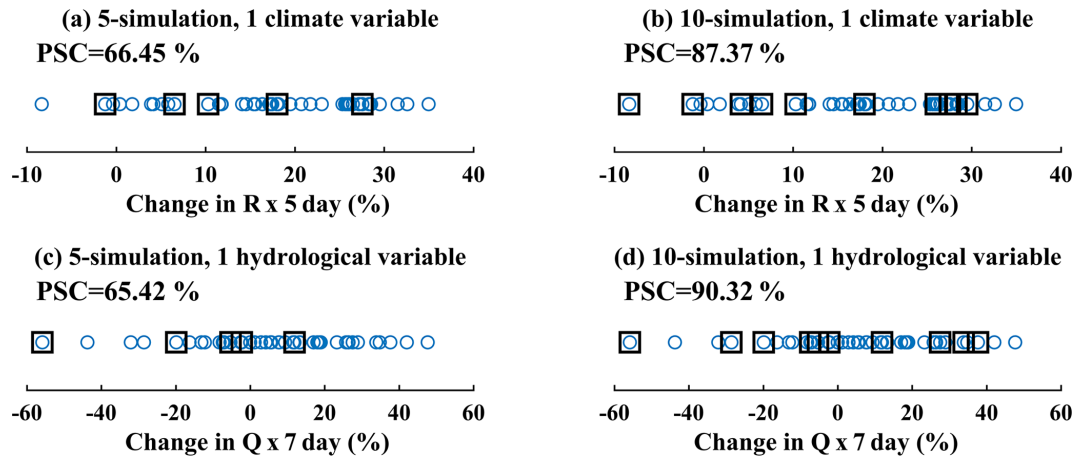 (a) 5-simulation, 1 climate variable
PSC=66.45 %
-10 0 10 20 30 40
Change in R x 5 day (%)
(b) 10-simulation, 1 climate variable
PSC=87.37 %
-10 0 10 20 30 40
Change in R x 5 day (%)
(c) 5-simulation, 1 hydrological variable
PSC=65.42 %
-60 -40 -20 0 20 40 60
Change in Q x 7 day (%)
(d) 10-simulation, 1 hydrological variable
PSC=90.32 %
-60 -40 -20 0 20 40 60
Change in Q x 7 day (%)